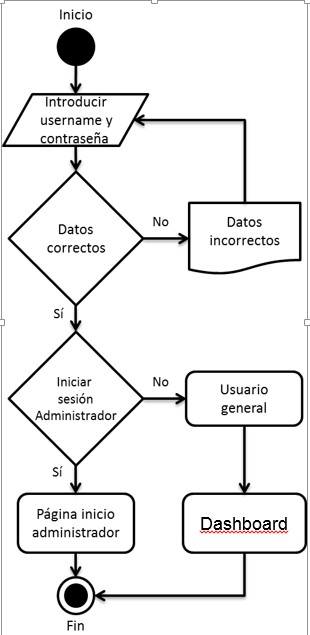 Inicio
Introducir
username y
contraseña
Datos
correctos
No
Datos
incorrectos
Sí
Iniciar
sesión
Administrador
No
Usuario
general
Sí
Página inicio
administrador
Dashboard
Fin